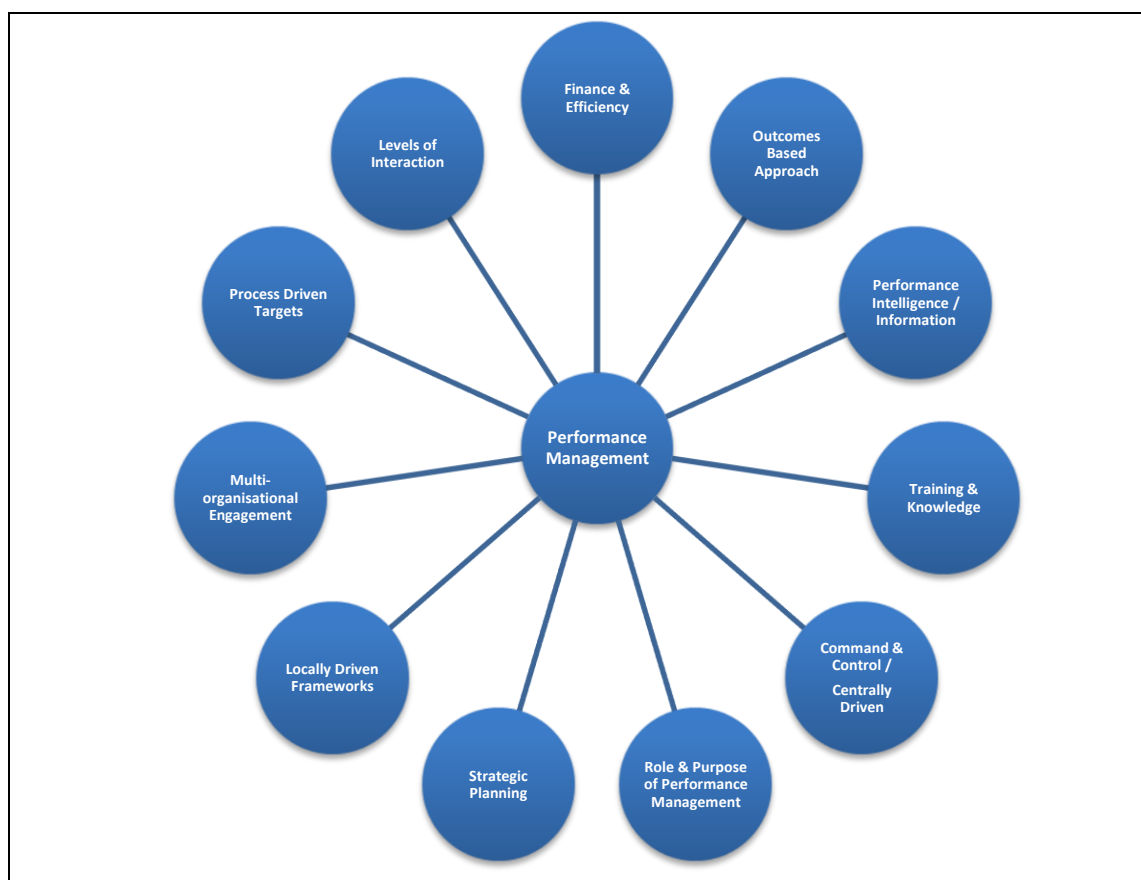 Finance &
Efficiency
Outcomes
Based
Approach
Performance
Intelligence /
Information
Training &
Knowledge
Command &
Control /
Centrally
Driven
Role & Purpose
of Performance
Management
Strategic
Planning
Locally Driven
Frameworks
Multi-
organisational
Engagement
Process Driven
Targets
Levels of
Interaction
Performance
Management